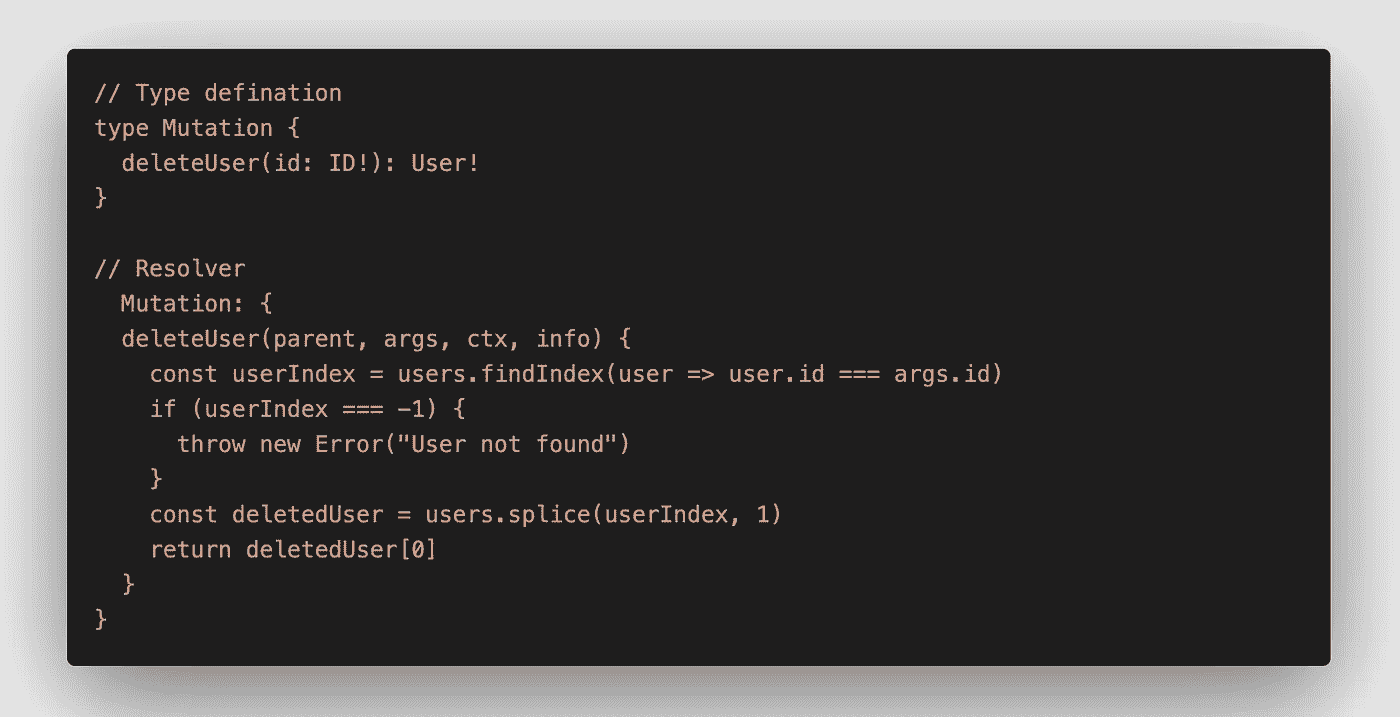 // Type defination
type Mutation {
  deleteUser(id: ID!): User!
}

// Resolver
  Mutation: {
  deleteUser(parent, args, ctx, info) {
    const userIndex = users.findIndex(user => user.id === args.id)
    if (userIndex === -1) {
      throw new Error("User not found")
    }
    const deletedUser = users.splice(userIndex, 1)
    return deletedUser[0]
  }
}